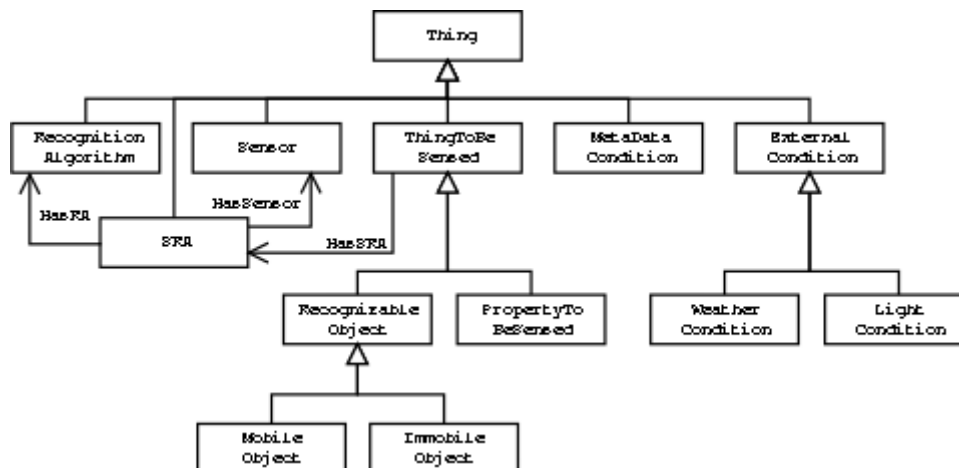 Thing
Recognition
Algorithm
Sensor
ThingToBe
Sensed
MetaData
Condition
External
Condition
HasRA
HasSensor
SRA
HasSRA
Recognizable
Object
PropertyTo
BeSensed
Weather
Condition
Light
Condition
Mobile
Object
Immobile
Object